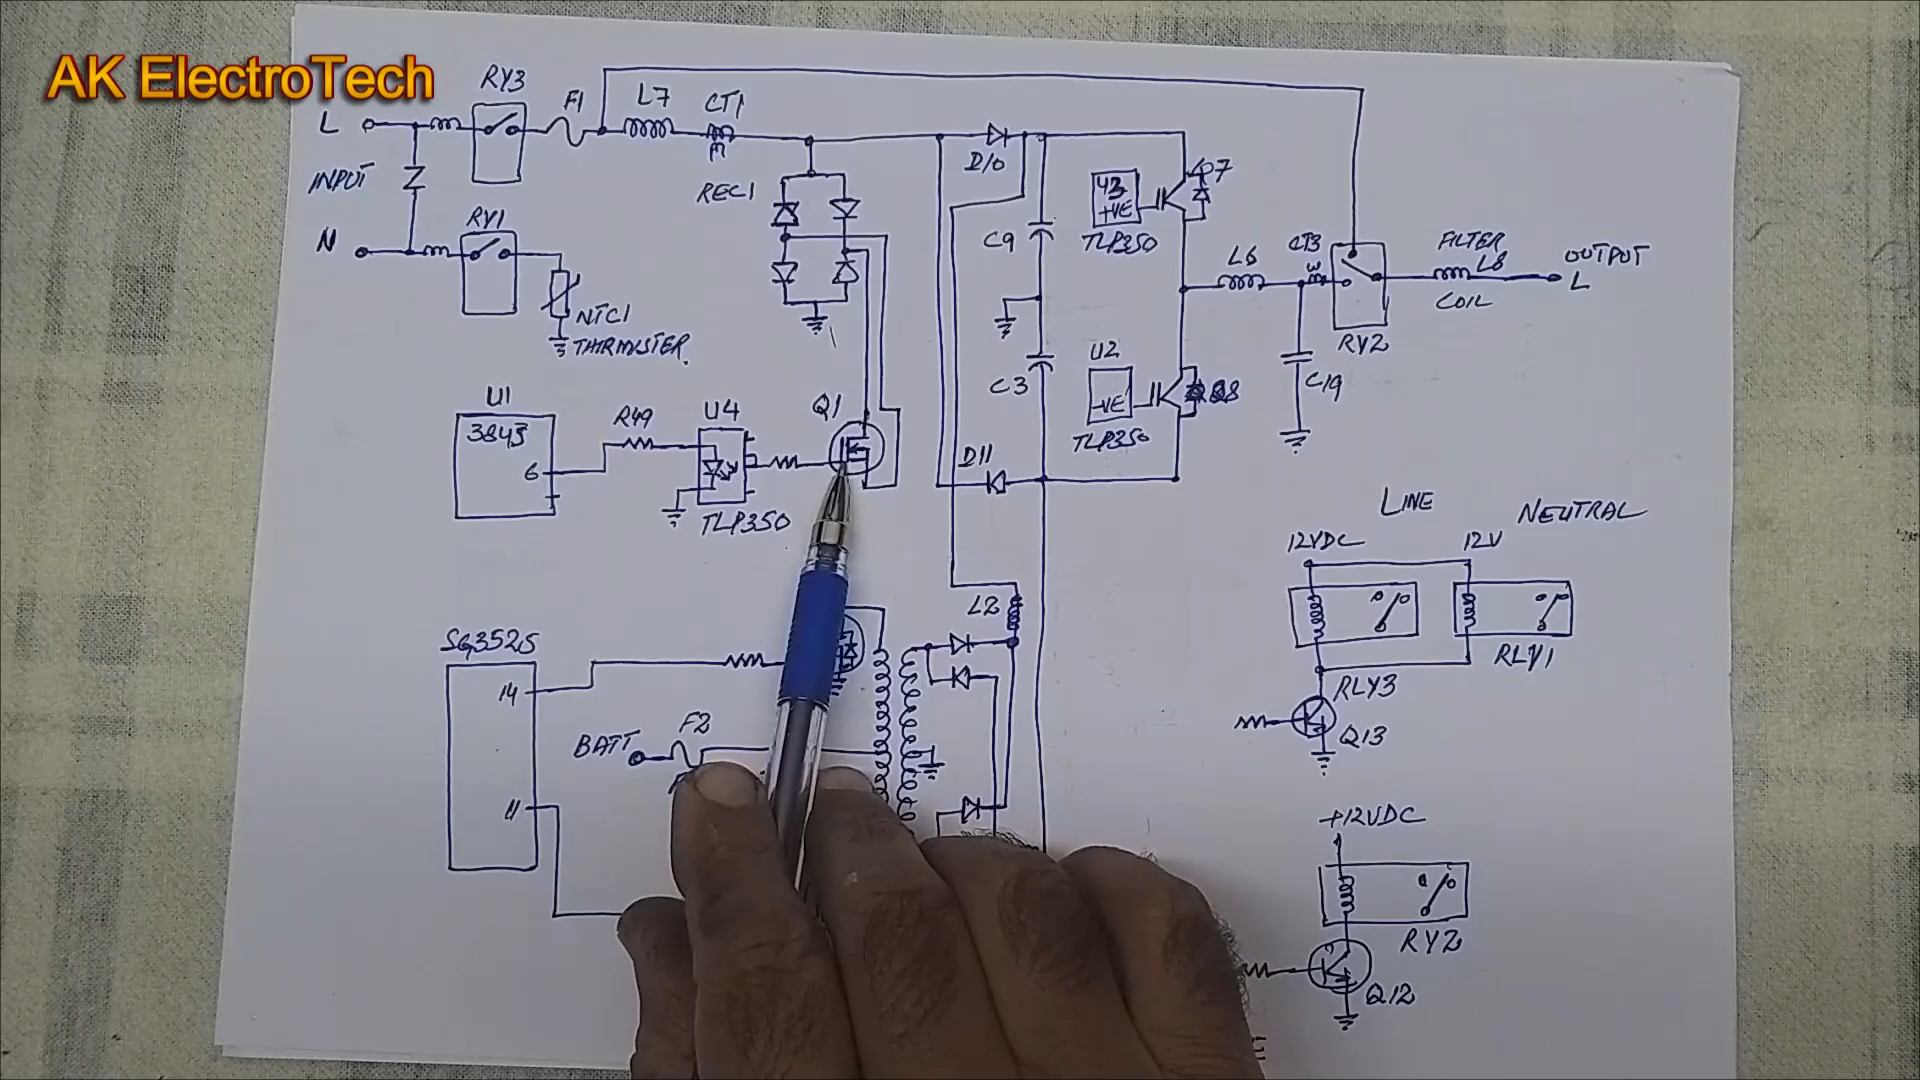 AK ElectroTech
RY3
F1
L7
CT1
L
INPUT
N
RY1
NTC1
THIRMISTER
REC1
D10
U3
+VE
TLP350
Q7
C9
L6
CT3
FILTER
L8
COIL
OUTPUT
L
RY2
C19
C3
U2
-VE
TLP350
Q8
U1
3843
6
R49
U4
TLP350
Q1
D11
LINE
NEUTRAL
12VDC
12V
RLY1
RLY3
Q13
L2
SG3525
14
11
BATT
F2
+12VDC
RY2
Q12